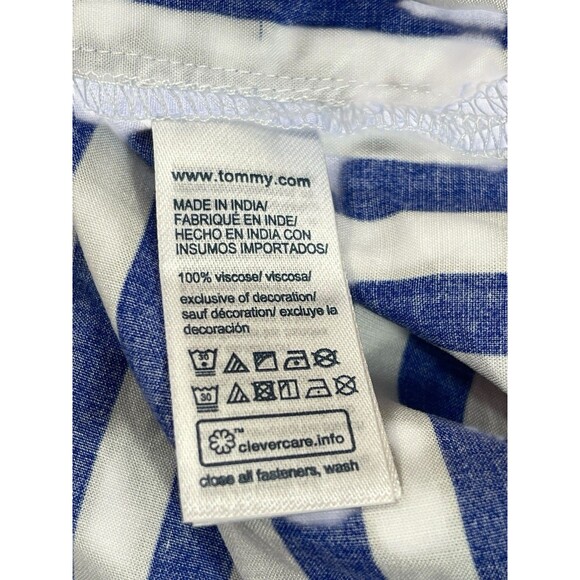 www.tommy.com
MADE IN INDIA/
FABRIQUÉ EN INDE/
HECHO EN INDIA CON
INSUMOS IMPORTADOS/
100% viscose/ viscosa/
exclusive of decoration/
sauf décoration/ excluye la
decoración
30
30
™
clevercare.info
close all fasteners, wash